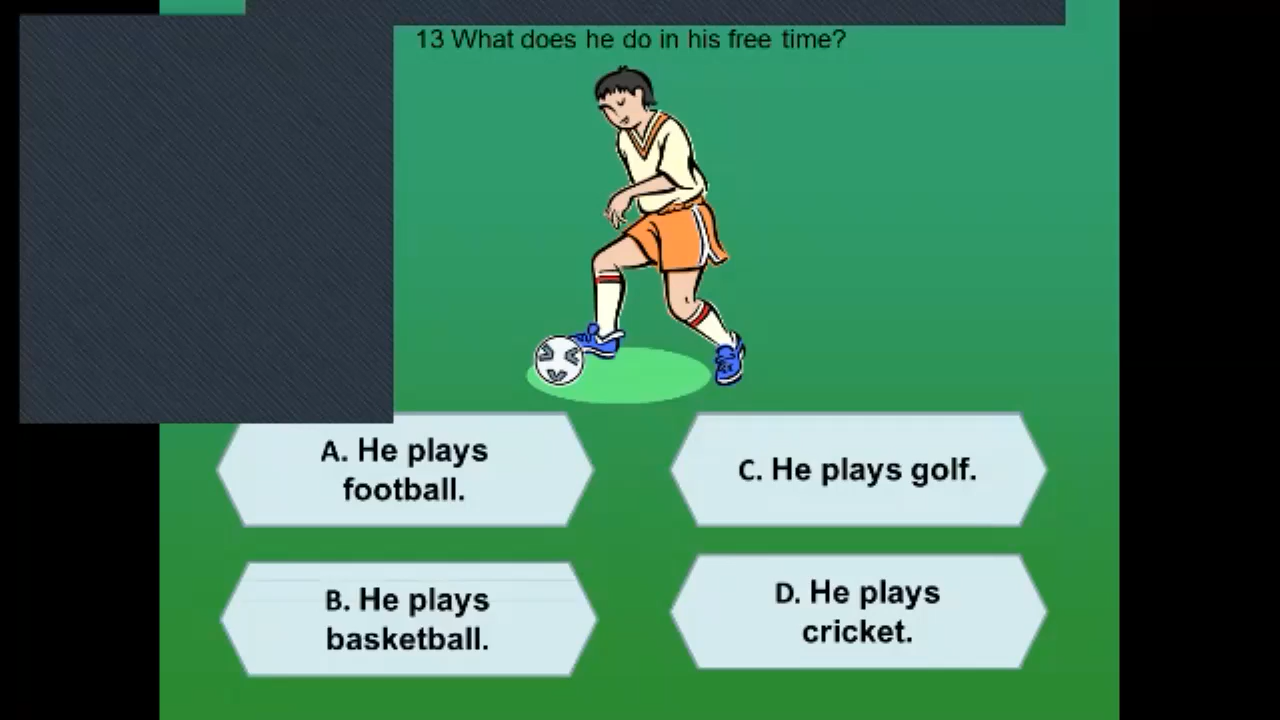 13 What does he do in his free time?
A. He plays
football.
C. He plays golf.
B. He plays
basketball.
D. He plays
cricket.